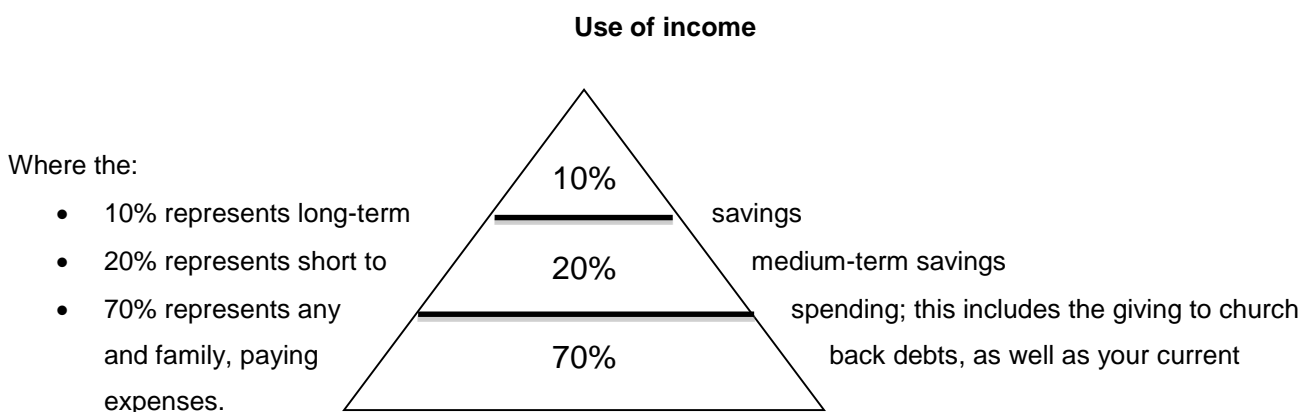 Use of income
Where the:
10%
• 10% represents long-term savings
• 20% represents short to medium-term savings
20%
• 70% represents any spending; this includes the giving to church
and family, paying back debts, as well as your current
70%
expenses.